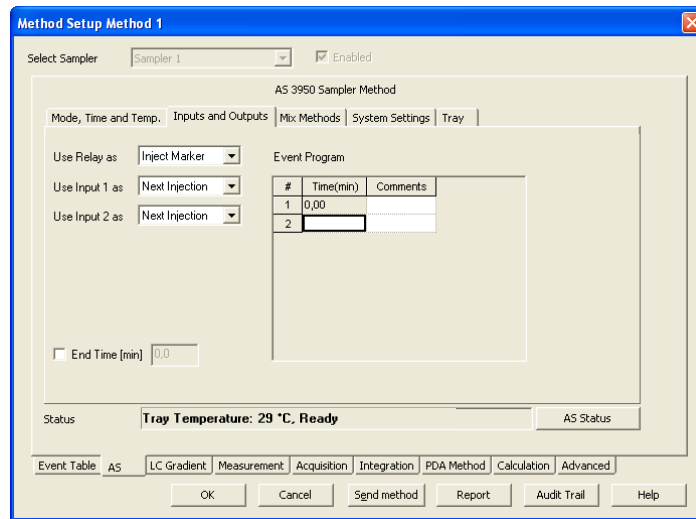 Method Setup Method 1
Select Sampler Sampler 1 Enabled
AS 3950 Sampler Method
Mode, Time and Temp. Inputs and Outputs Mix Methods System Settings Tray
Use Relay as Inject Marker Event Program
Use Input 1 as Next Injection # Time(min) Comments
1 0,00
Use Input 2 as Next Injection 2
End Time [min] 0,0
Status Tray Temperature: 29 °C, Ready AS Status
Event Table AS LC Gradient Measurement Acquisition Integration PDA Method Calculation Advanced
OK Cancel Send method Report Audit Trail Help